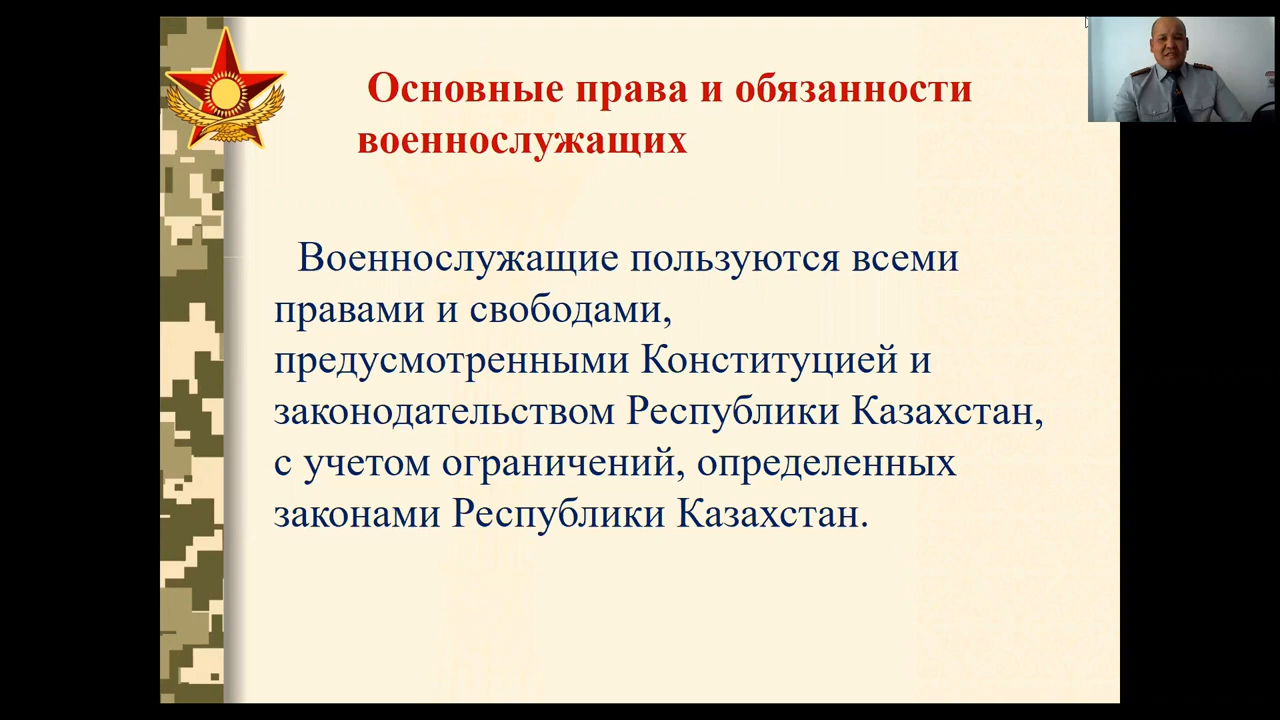 Основные права и обязанности
военнослужащих
Военнослужащие пользуются всеми
правами и свободами,
предусмотренными Конституцией и
законодательством Республики Казахстан,
с учетом ограничений, определенных
законами Республики Казахстан.